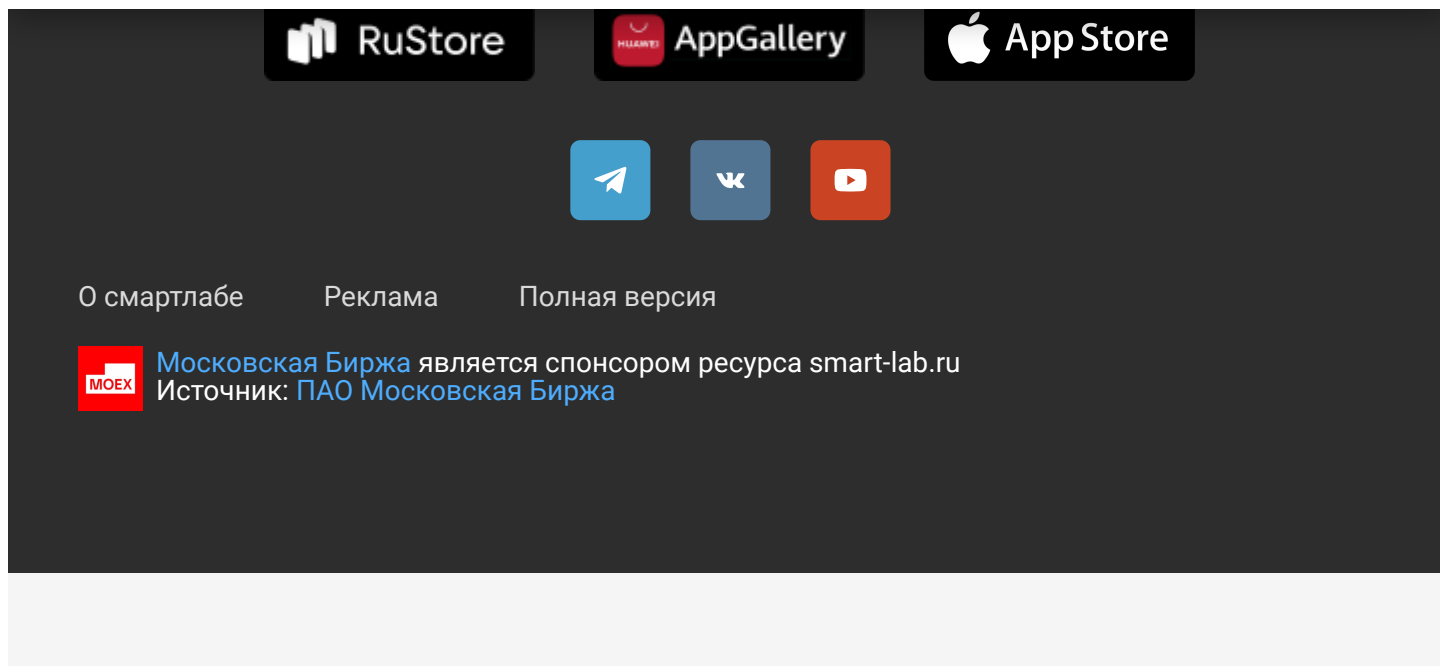 RuStore
HUAWEI AppGallery
App Store
О смартлабе Реклама Полная версия
MOEX
Московская Биржа является спонсором ресурса smart-lab.ru
Источник: ПАО Московская Биржа